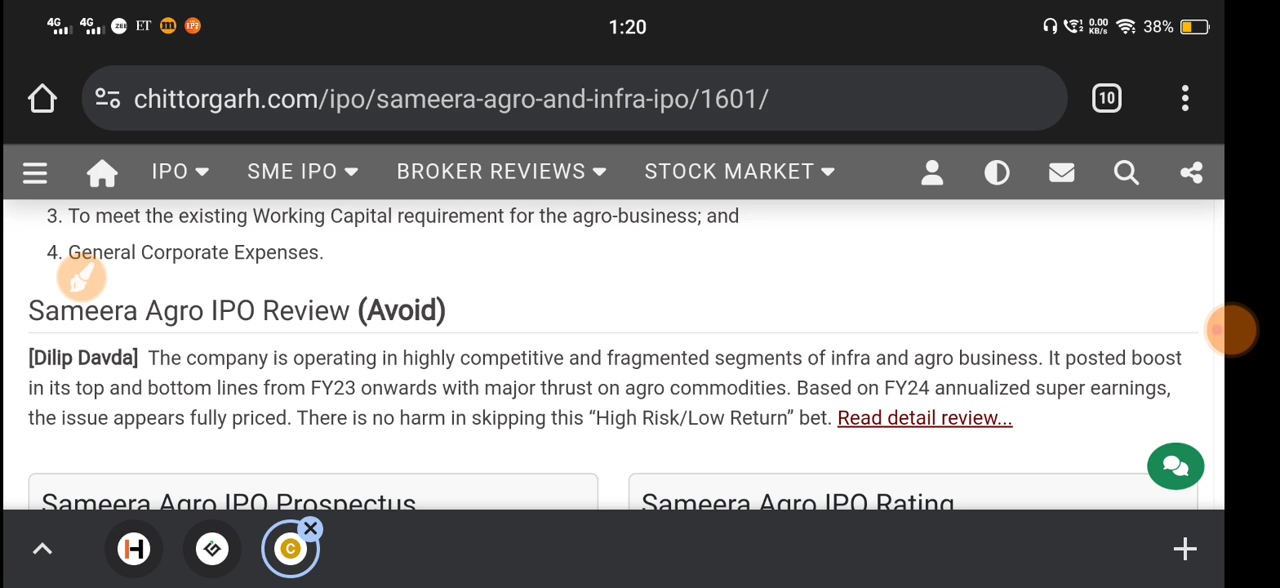 4G 4G ZEE ET IPO 1:20 0.00 KB/s 38%
chittorgarh.com/ipo/sameera-agro-and-infra-ipo/1601/ 10
IPO SME IPO BROKER REVIEWS STOCK MARKET
3. To meet the existing Working Capital requirement for the agro-business; and
4. General Corporate Expenses.
Sameera Agro IPO Review (Avoid)
[Dilip Davda] The company is operating in highly competitive and fragmented segments of infra and agro business. It posted boost
in its top and bottom lines from FY23 onwards with major thrust on agro commodities. Based on FY24 annualized super earnings,
the issue appears fully priced. There is no harm in skipping this “High Risk/Low Return” bet. Read detail review...
Sameera Agro IPO Prospectus Sameera Agro IPO Rating
H C